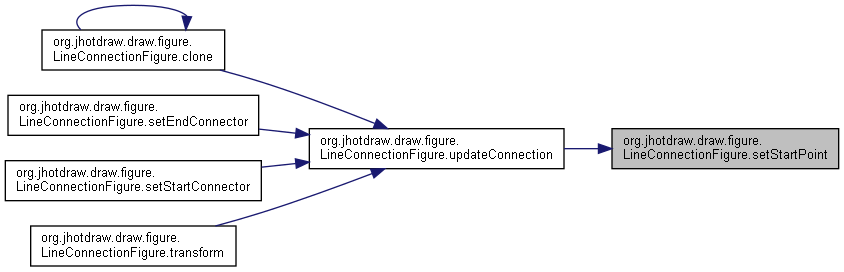 org.jhotdraw.draw.figure.
LineConnectionFigure.clone
org.jhotdraw.draw.figure.
LineConnectionFigure.setEndConnector
org.jhotdraw.draw.figure.
LineConnectionFigure.setStartConnector
org.jhotdraw.draw.figure.
LineConnectionFigure.transform
org.jhotdraw.draw.figure.
LineConnectionFigure.updateConnection
org.jhotdraw.draw.figure.
LineConnectionFigure.setStartPoint